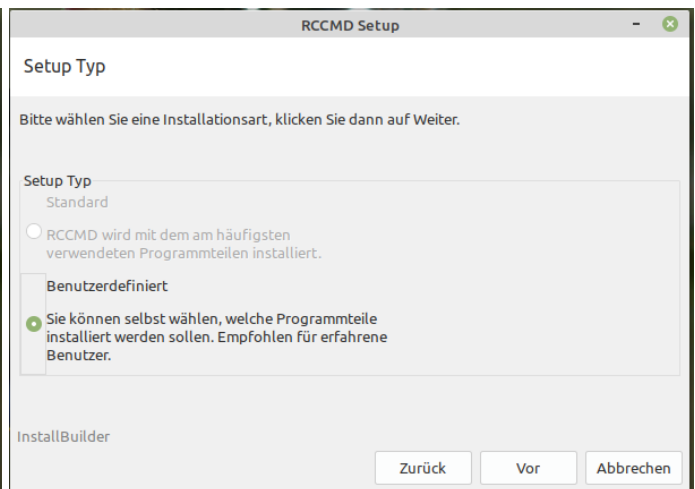 RCCMD Setup
Setup Typ
Bitte wählen Sie eine Installationsart, klicken Sie dann auf Weiter.
Setup Typ
Standard
RCCMD wird mit dem am häufigsten
verwendeten Programmteilen installiert.
Benutzerdefiniert
Sie können selbst wählen, welche Programmteile
installiert werden sollen. Empfohlen für erfahrene
Benutzer.
InstallBuilder
Zurück
Vor
Abbrechen